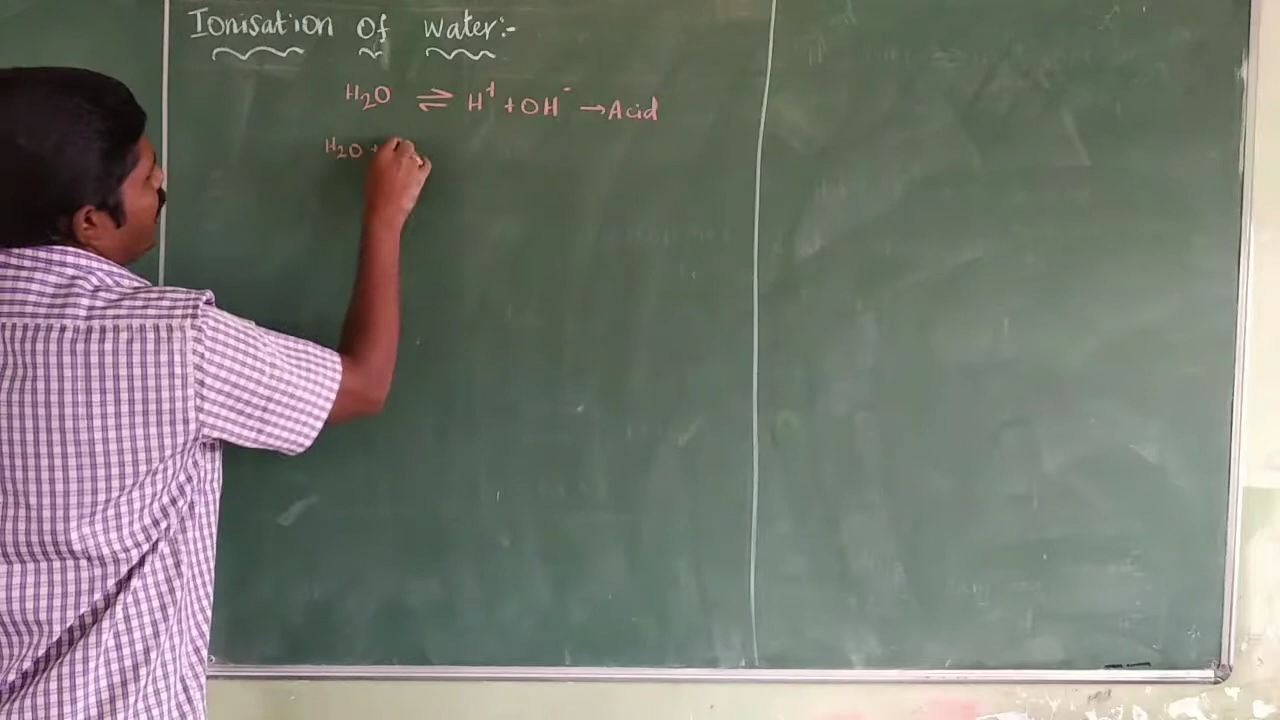 Ionisation Of water:-
H₂O ⇌ H⁺ + OH⁻ → Acid
H₂O +